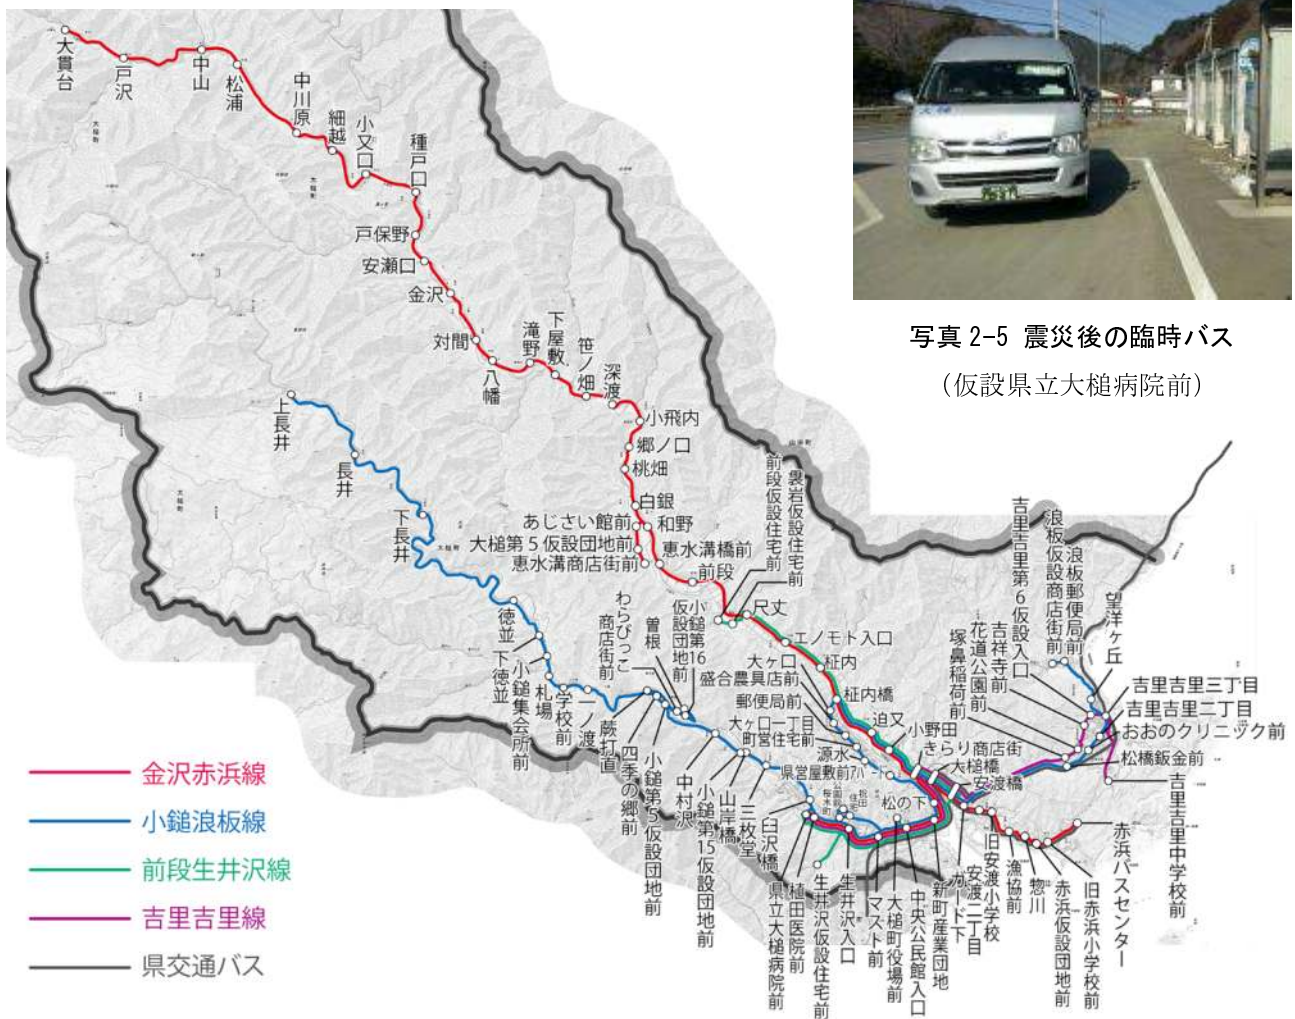 大貫台
戸沢
中山
松浦
中川原
細越
小又口
種戸口
戸保野
安瀬口
金沢
対間
八幡
滝野
下屋敷
笹ノ畑
深渡
小飛内
郷ノ口
桃畑
白銀
あじさい館前
和野
大槌第5仮設団地前
恵水溝商店街前
恵水溝橋前
前段
前段仮設住宅前
尺丈
エノモト入口
柾内
柾内橋
迫又
小野田
きらり商店街
大槌橋
安渡橋
大ヶ口
盛合農具店前
郵便局前
大ヶ口一丁目
町営住宅前
源水
県営屋敷前アパート
松の下
上長井
長井
下長井
徳並
下徳並
小鎚集会所前
札場
学校前
一ノ渡
蕨打直
わらびっこ
商店街前
四季の郷前
曽根
小鎚第16
仮設団地前
小鎚第5仮設団地前
中村沢
小鎚第15仮設団地前
山岸橋
三枚堂
臼沢橋
県立大槌病院前
植田医院前
生井沢仮設住宅前
生井沢入口
マスト前
大槌町役場前
中央公民館入口
新町産業団地
ガード下
安渡二丁目
旧安渡小学校
漁協前
惣川
赤浜仮設団地前
旧赤浜小学校前
赤浜バスセンター
吉里吉里中学校前
松橋鈑金前
おおのクリニック前
吉里吉里二丁目
吉里吉里三丁目
望洋ヶ丘
浪板郵便局前
浪板仮設商店街前
吉里吉里第6仮設入口
吉祥寺前
花道公園前
塚鼻稲荷前
金沢赤浜線
小鎚浪板線
前段生井沢線
吉里吉里線
県交通バス
写真 2-5 震災後の臨時バス
（仮設県立大槌病院前）